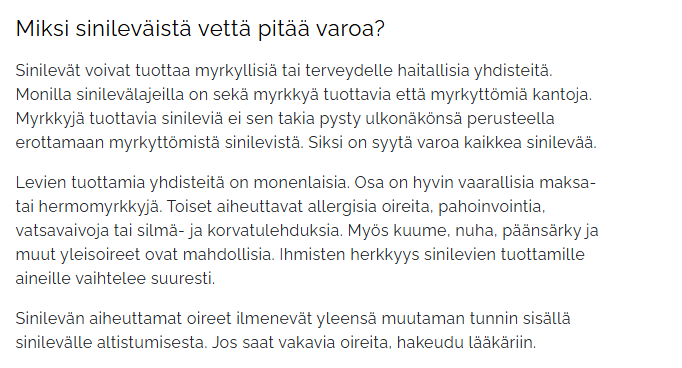 Miksi sinileväistä vettä pitää varoa?
Sinilevät voivat tuottaa myrkyllisiä tai terveydelle haitallisia yhdisteitä.
Monilla sinilevälajeilla on sekä myrkkyä tuottavia että myrkyttömiä kantoja.
Myrkkyjä tuottavia sinileviä ei sen takia pysty ulkonäkönsä perusteella
erottamaan myrkyttömistä sinilevistä. Siksi on syytä varoa kaikkea sinilevää.
Levien tuottamia yhdisteitä on monenlaisia. Osa on hyvin vaarallisia maksa-
tai hermomyrkkyjä. Toiset aiheuttavat allergisia oireita, pahoinvointia,
vatsavaivoja tai silmä- ja korvatulehduksia. Myös kuume, nuha, päänsärky ja
muut yleisoireet ovat mahdollisia. Ihmisten herkkyys sinilevien tuottamille
aineille vaihtelee suuresti.
Sinilevän aiheuttamat oireet ilmenevät yleensä muutaman tunnin sisällä
sinilevälle altistumisesta. Jos saat vakavia oireita, hakeudu lääkäriin.